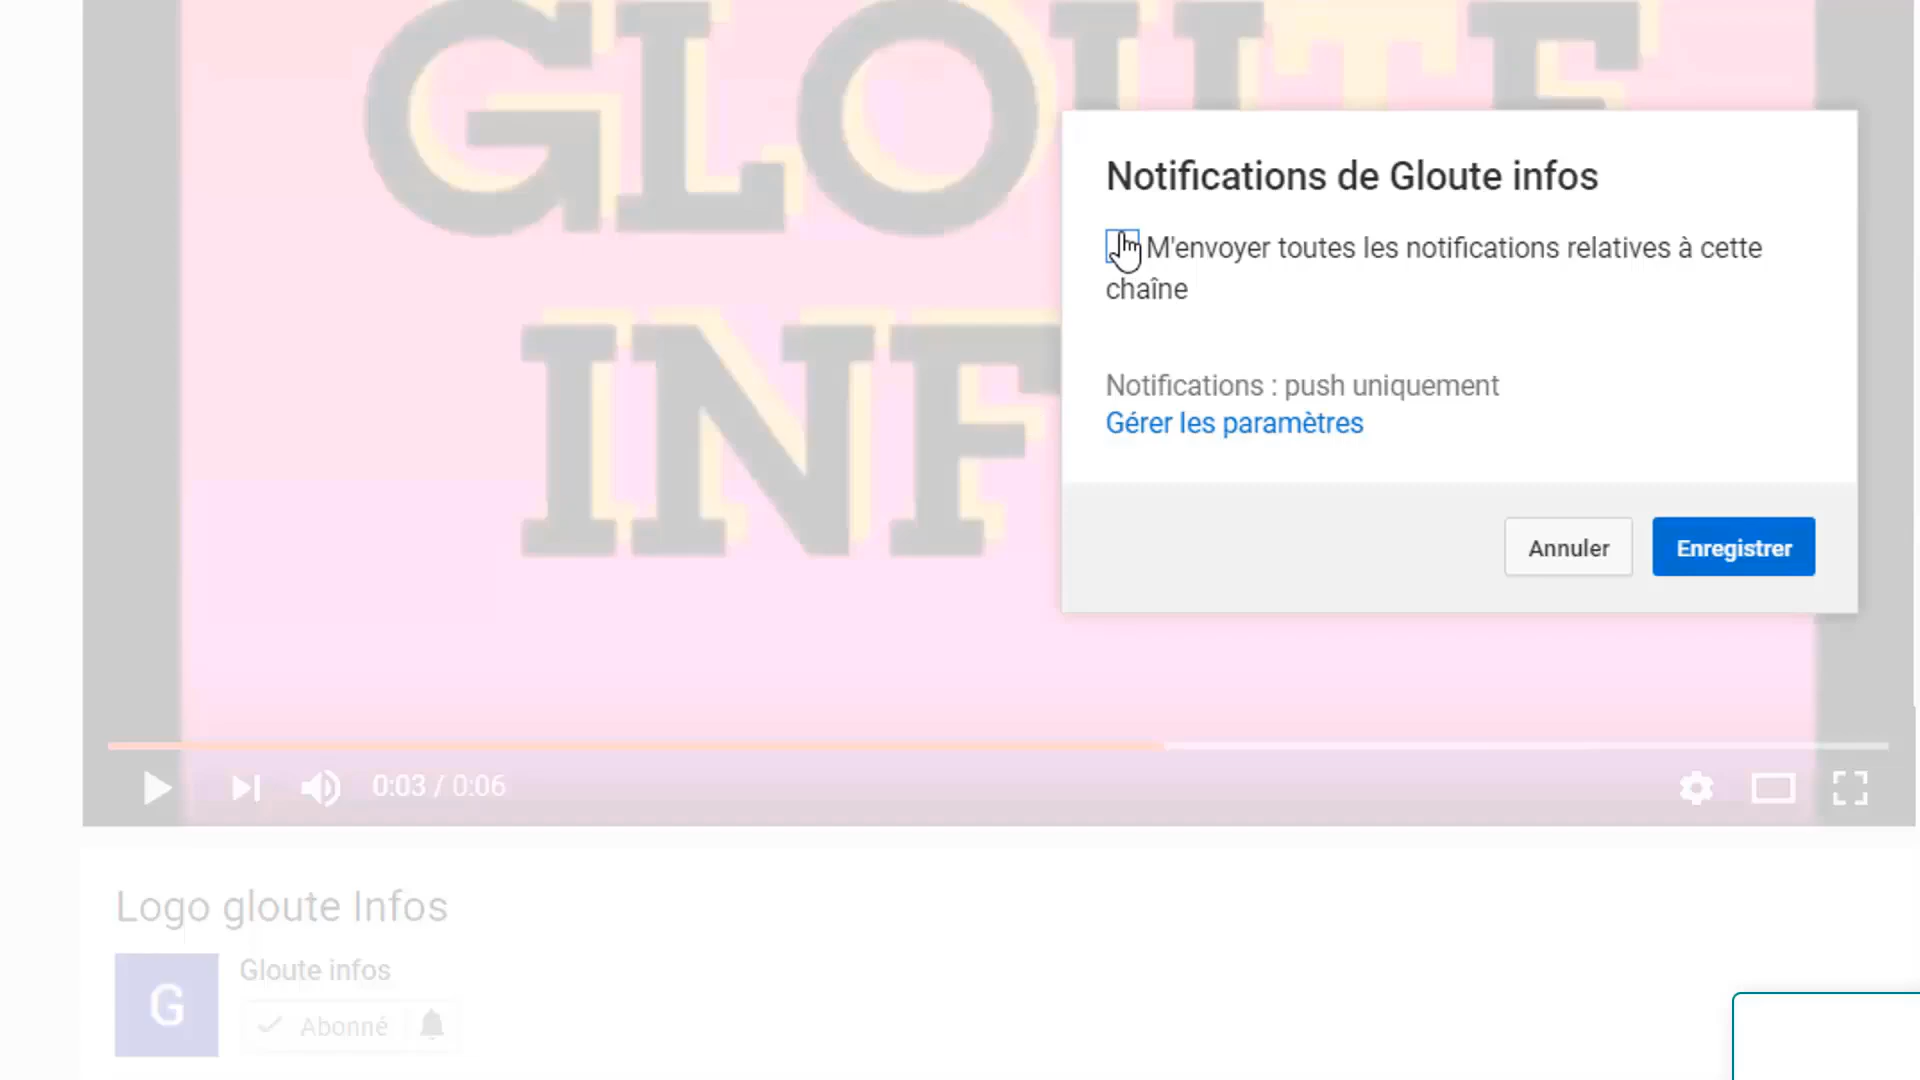 GLOUTE
INF
Notifications de Gloute infos
M'envoyer toutes les notifications relatives à cette
chaîne
Notifications : push uniquement
Gérer les paramètres
Annuler
Enregistrer
0:03 / 0:06
Logo gloute Infos
G
Gloute infos
Abonné